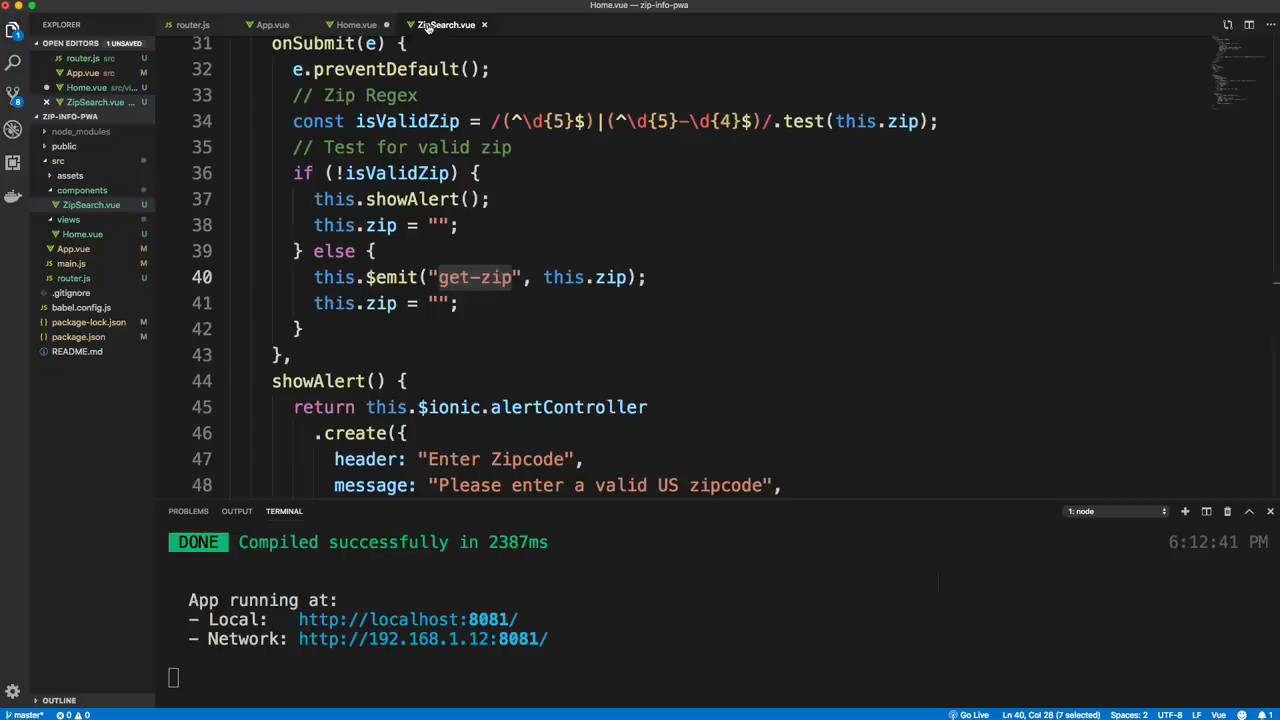 Home.vue — zip-info-pwa
EXPLORER
router.js
App.vue
Home.vue
ZipSearch.vue
OPEN EDITORS 1 UNSAVED
router.js src U
App.vue src M
Home.vue src/vi... U
ZipSearch.vue ... U
ZIP-INFO-PWA
node_modules
public
src
assets
components
ZipSearch.vue U
views
Home.vue U
App.vue M
main.js M
router.js U
.gitignore
babel.config.js
package-lock.json M
package.json M
README.md
OUTLINE
1
8
31 onSubmit(e) {
32 e.preventDefault();
33 // Zip Regex
34 const isValidZip = /(^\d{5}$)|(^\d{5}-\d{4}$)/.test(this.zip);
35 // Test for valid zip
36 if (!isValidZip) {
37 this.showAlert();
38 this.zip = "";
39 } else {
40 this.$emit("get-zip", this.zip);
41 this.zip = "";
42 }
43 },
44 showAlert() {
45 return this.$ionic.alertController
46 .create({
47 header: "Enter Zipcode",
48 message: "Please enter a valid US zipcode",
PROBLEMS OUTPUT TERMINAL 1: node
DONE Compiled successfully in 2387ms 6:12:41 PM
App running at:
- Local: http://localhost:8081/
- Network: http://192.168.1.12:8081/
master* 0 0 Go Live Ln 40, Col 28 (7 selected) Spaces: 2 UTF-8 LF Vue 1